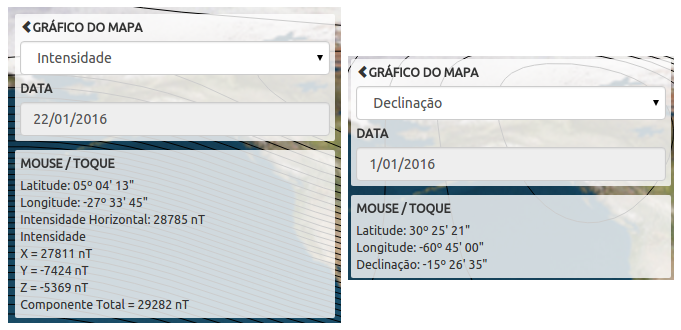 GRÁFICO DO MAPA
Intensidade
DATA
22/01/2016
MOUSE / TOQUE
Latitude: 05º 04' 13"
Longitude: -27º 33' 45"
Intensidade Horizontal: 28785 nT
Intensidade
X = 27811 nT
Y = -7424 nT
Z = -5369 nT
Componente Total = 29282 nT
GRÁFICO DO MAPA
Declinação
DATA
1/01/2016
MOUSE / TOQUE
Latitude: 30º 25' 21"
Longitude: -60º 45' 00"
Declinação: -15º 26' 35"